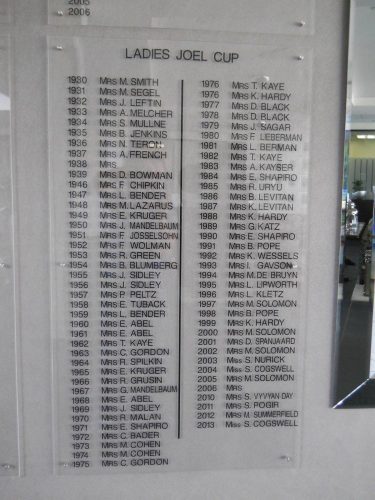 2005
2006
LADIES JOEL CUP
1930 MRS M. SMITH
1931 MRS M. SEGEL
1932 MRS J. LEFTIN
1933 MRS A. MELCHER
1934 MRS S. MULLNE
1935 MRS B. JENKINS
1936 MRS N. TERON
1937 MRS A. FRENCH
1938 MRS
1939 MRS D. BOWMAN
1946 MRS F. CHIPKIN
1947 MRS L. BENDER
1948 MRS M. LAZARUS
1949 MRS E. KRUGER
1950 MRS J. MANDELBAUM
1951 MRS F. JOSSELSOHN
1952 MRS F. WOLMAN
1953 MRS R. GREEN
1954 MRS B. BLUMBERG
1955 MRS J. SIDLEY
1956 MRS J. SIDLEY
1957 MRS P. PELTZ
1958 MRS E. TUBACK
1959 MRS L. BENDER
1960 MRS E. ABEL
1961 MRS E. ABEL
1962 MRS T. KAYE
1963 MRS C. GORDON
1964 MRS R. SPILKIN
1965 MRS E. KRUGER
1966 MRS R. GRUSIN
1967 MRS G. MANDELBAUM
1968 MRS E. ABEL
1969 MRS J. SIDLEY
1970 MRS R. MALAN
1971 MRS E. SHAPIRO
1972 MRS C. BADER
1973 MRS M. COHEN
1974 MRS M. COHEN
1975 MRS C. GORDON
1976 MRS T. KAYE
1976 MRS K. HARDY
1977 MRS D. BLACK
1978 MRS D. BLACK
1979 MRS J. SAGAR
1980 MRS F. LEBERMAN
1981 MRS L. BERMAN
1982 MRS T. KAYE
1983 MRS A. KAYSER
1984 MRS E. SHAPIRO
1985 MRS R. URYU
1986 MRS B. LEVITAN
1987 MRS K. LEVITAN
1988 MRS K. HARDY
1989 MRS G. KATZ
1990 MRS E. SHAPIRO
1991 MRS B. POPE
1992 MRS K. WESSELS
1993 MRS I. GAVSON
1994 MRS M. DE BRUYN
1995 MRS L. LIPWORTH
1996 MRS L. KLETZ
1997 MRS M. SOLOMON
1998 MRS B. POPE
1999 MRS K. HARDY
2000 MRS M. SOLOMON
2001 MRS D. SPANJAARD
2002 MRS M. SOLOMON
2003 MISS S. NURICK
2004 MISS S. COGSWELL
2005 MRS M. SOLOMON
2006 MRS
2010 MRS S. VYVYAN-DAY
2011 MRS S. POGIR
2012 MRS M. SUMMERFIELD
2013 MISS S. COGSWELL